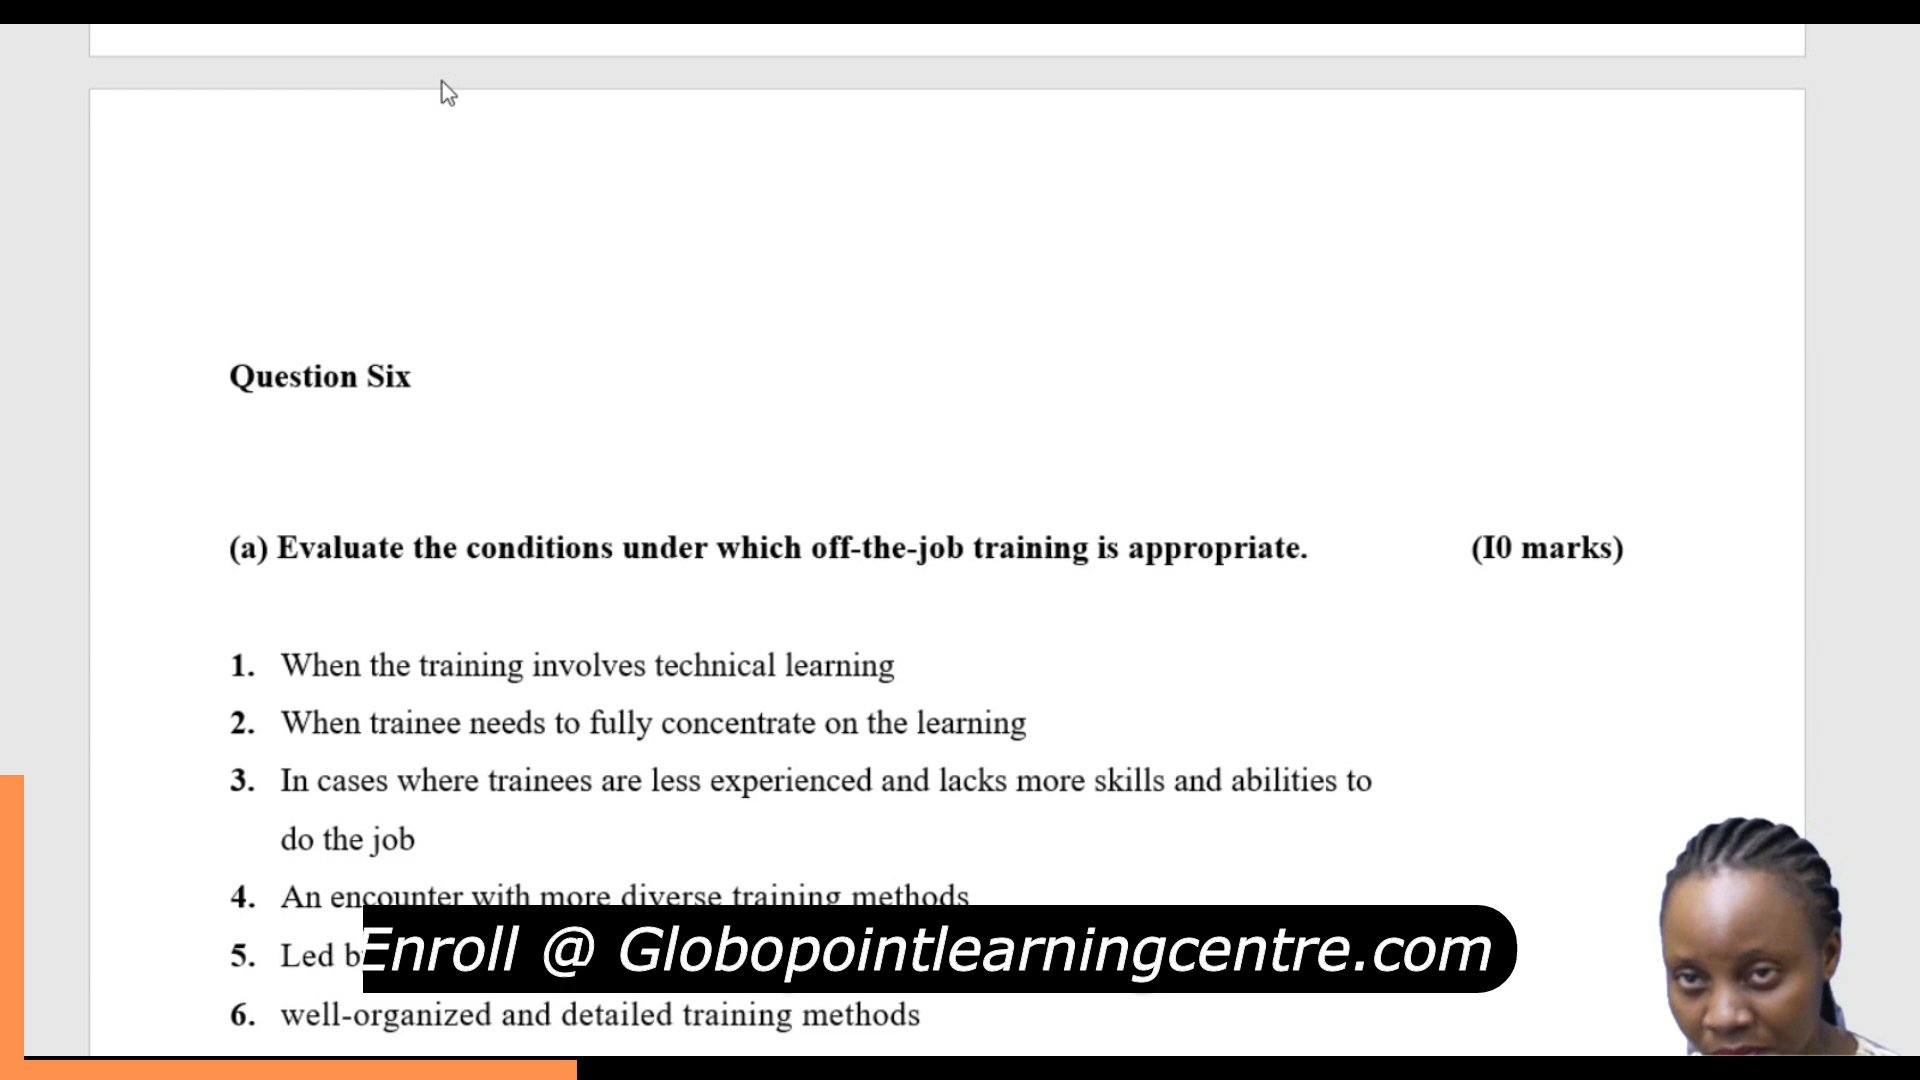 Question Six
(a) Evaluate the conditions under which off-the-job training is appropriate. (I0 marks)
1. When the training involves technical learning
2. When trainee needs to fully concentrate on the learning
3. In cases where trainees are less experienced and lacks more skills and abilities to
do the job
4. An encounter with more diverse training methods
5. Led
Enroll @ Globopointlearningcentre.com
6. well-organized and detailed training methods